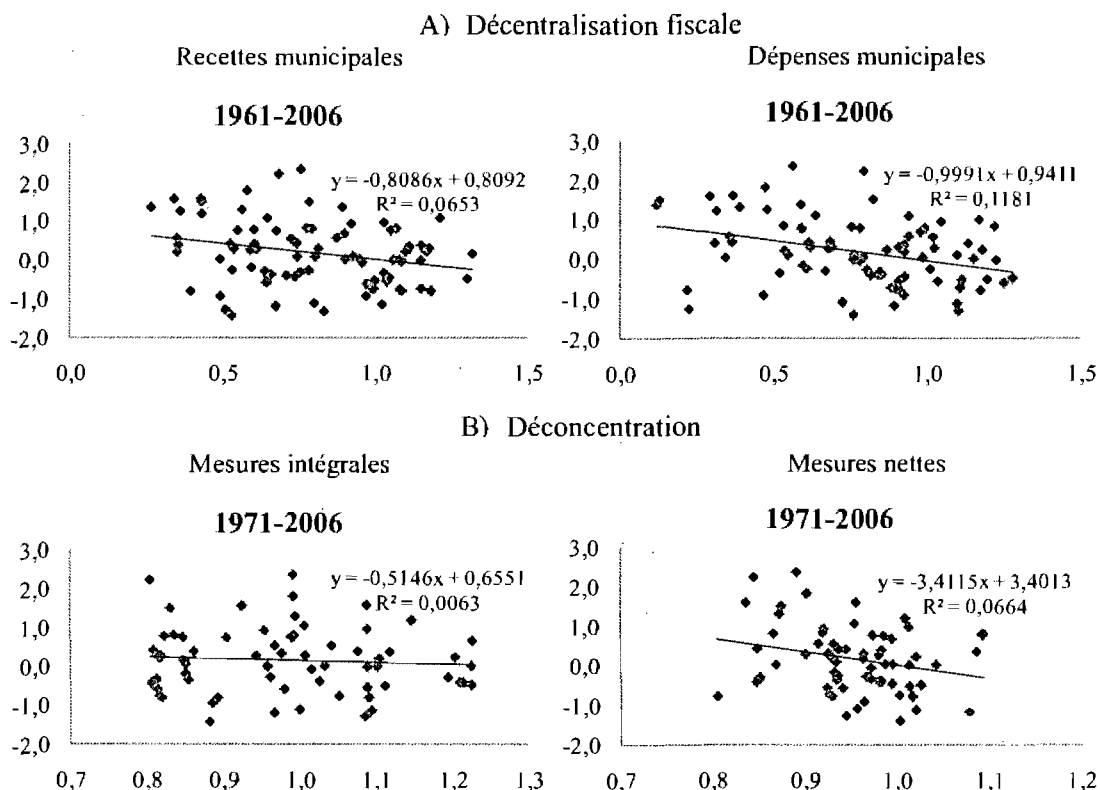 A) Décentralisation fiscale
Recettes municipales
Dépenses municipales
1961-2006
1961-2006
3,0
2,0
1,0
0,0
-1,0
-2,0
y = -0,8086x + 0,8092
R² = 0,0653
0,0 0,5 1,0 1,5
3,0
2,0
1,0
0,0
-1,0
-2,0
y = -0,9991x + 0,9411
R² = 0,1181
0,0 0,5 1,0 1,5
B) Déconcentration
Mesures intégrales
Mesures nettes
1971-2006
1971-2006
3,0
2,0
1,0
0,0
-1,0
-2,0
y = -0,5146x + 0,6551
R² = 0,0063
0,7 0,8 0,9 1,0 1,1 1,2 1,3
3,0
2,0
1,0
0,0
-1,0
-2,0
y = -3,4115x + 3,4013
R² = 0,0664
0,7 0,8 0,9 1,0 1,1 1,2